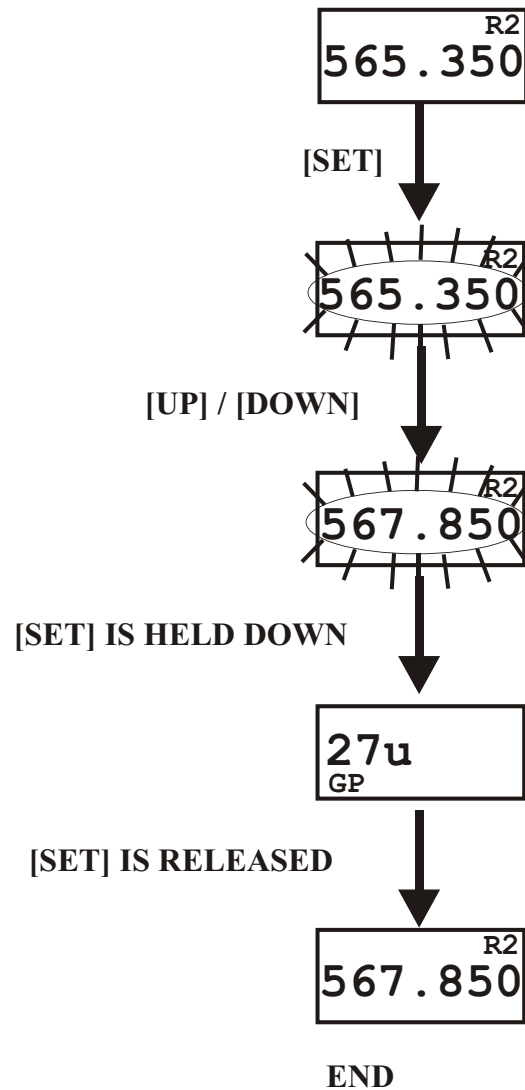 R2
565.350
[SET]
R2
565.350
[UP] / [DOWN]
R2
567.850
[SET] IS HELD DOWN
27u
GP
[SET] IS RELEASED
R2
567.850
END